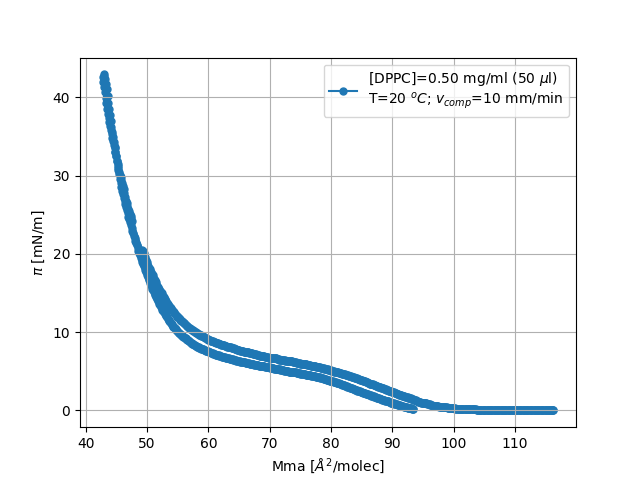 [DPPC]=0.50 mg/ml (50 μl)
T=20 °C; v_comp=10 mm/min
40
30
20
10
0
π [mN/m]
40 50 60 70 80 90 100 110
Mma [Å²/molec]